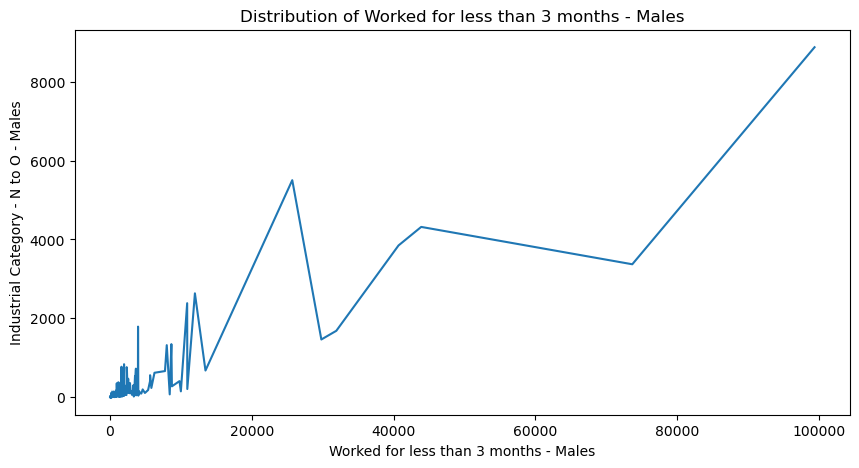 Distribution of Worked for less than 3 months - Males
Industrial Category - N to O - Males
8000
6000
4000
2000
0
0 20000 40000 60000 80000 100000
Worked for less than 3 months - Males